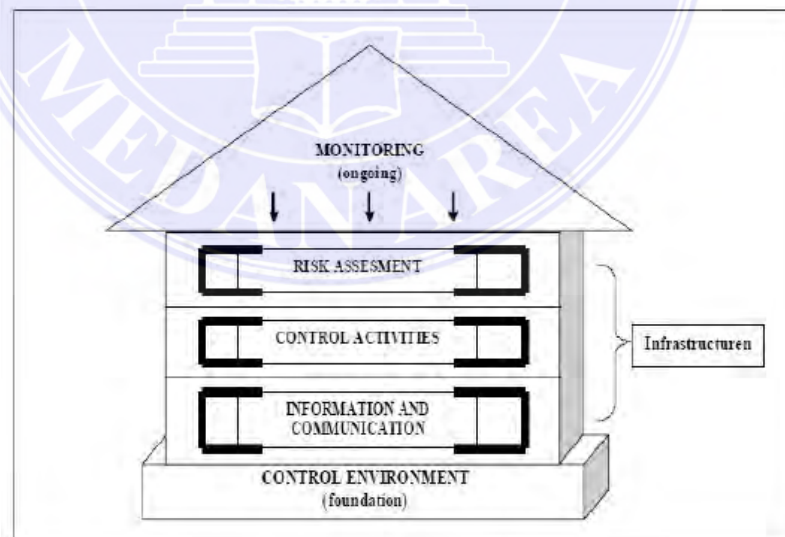 MEDAN AREA
MONITORING
(ongoing)
RISK ASSESMENT
CONTROL ACTIVITIES
Infrastructuren
INFORMATION AND
COMMUNICATION
CONTROL ENVIRONMENT
(foundation)